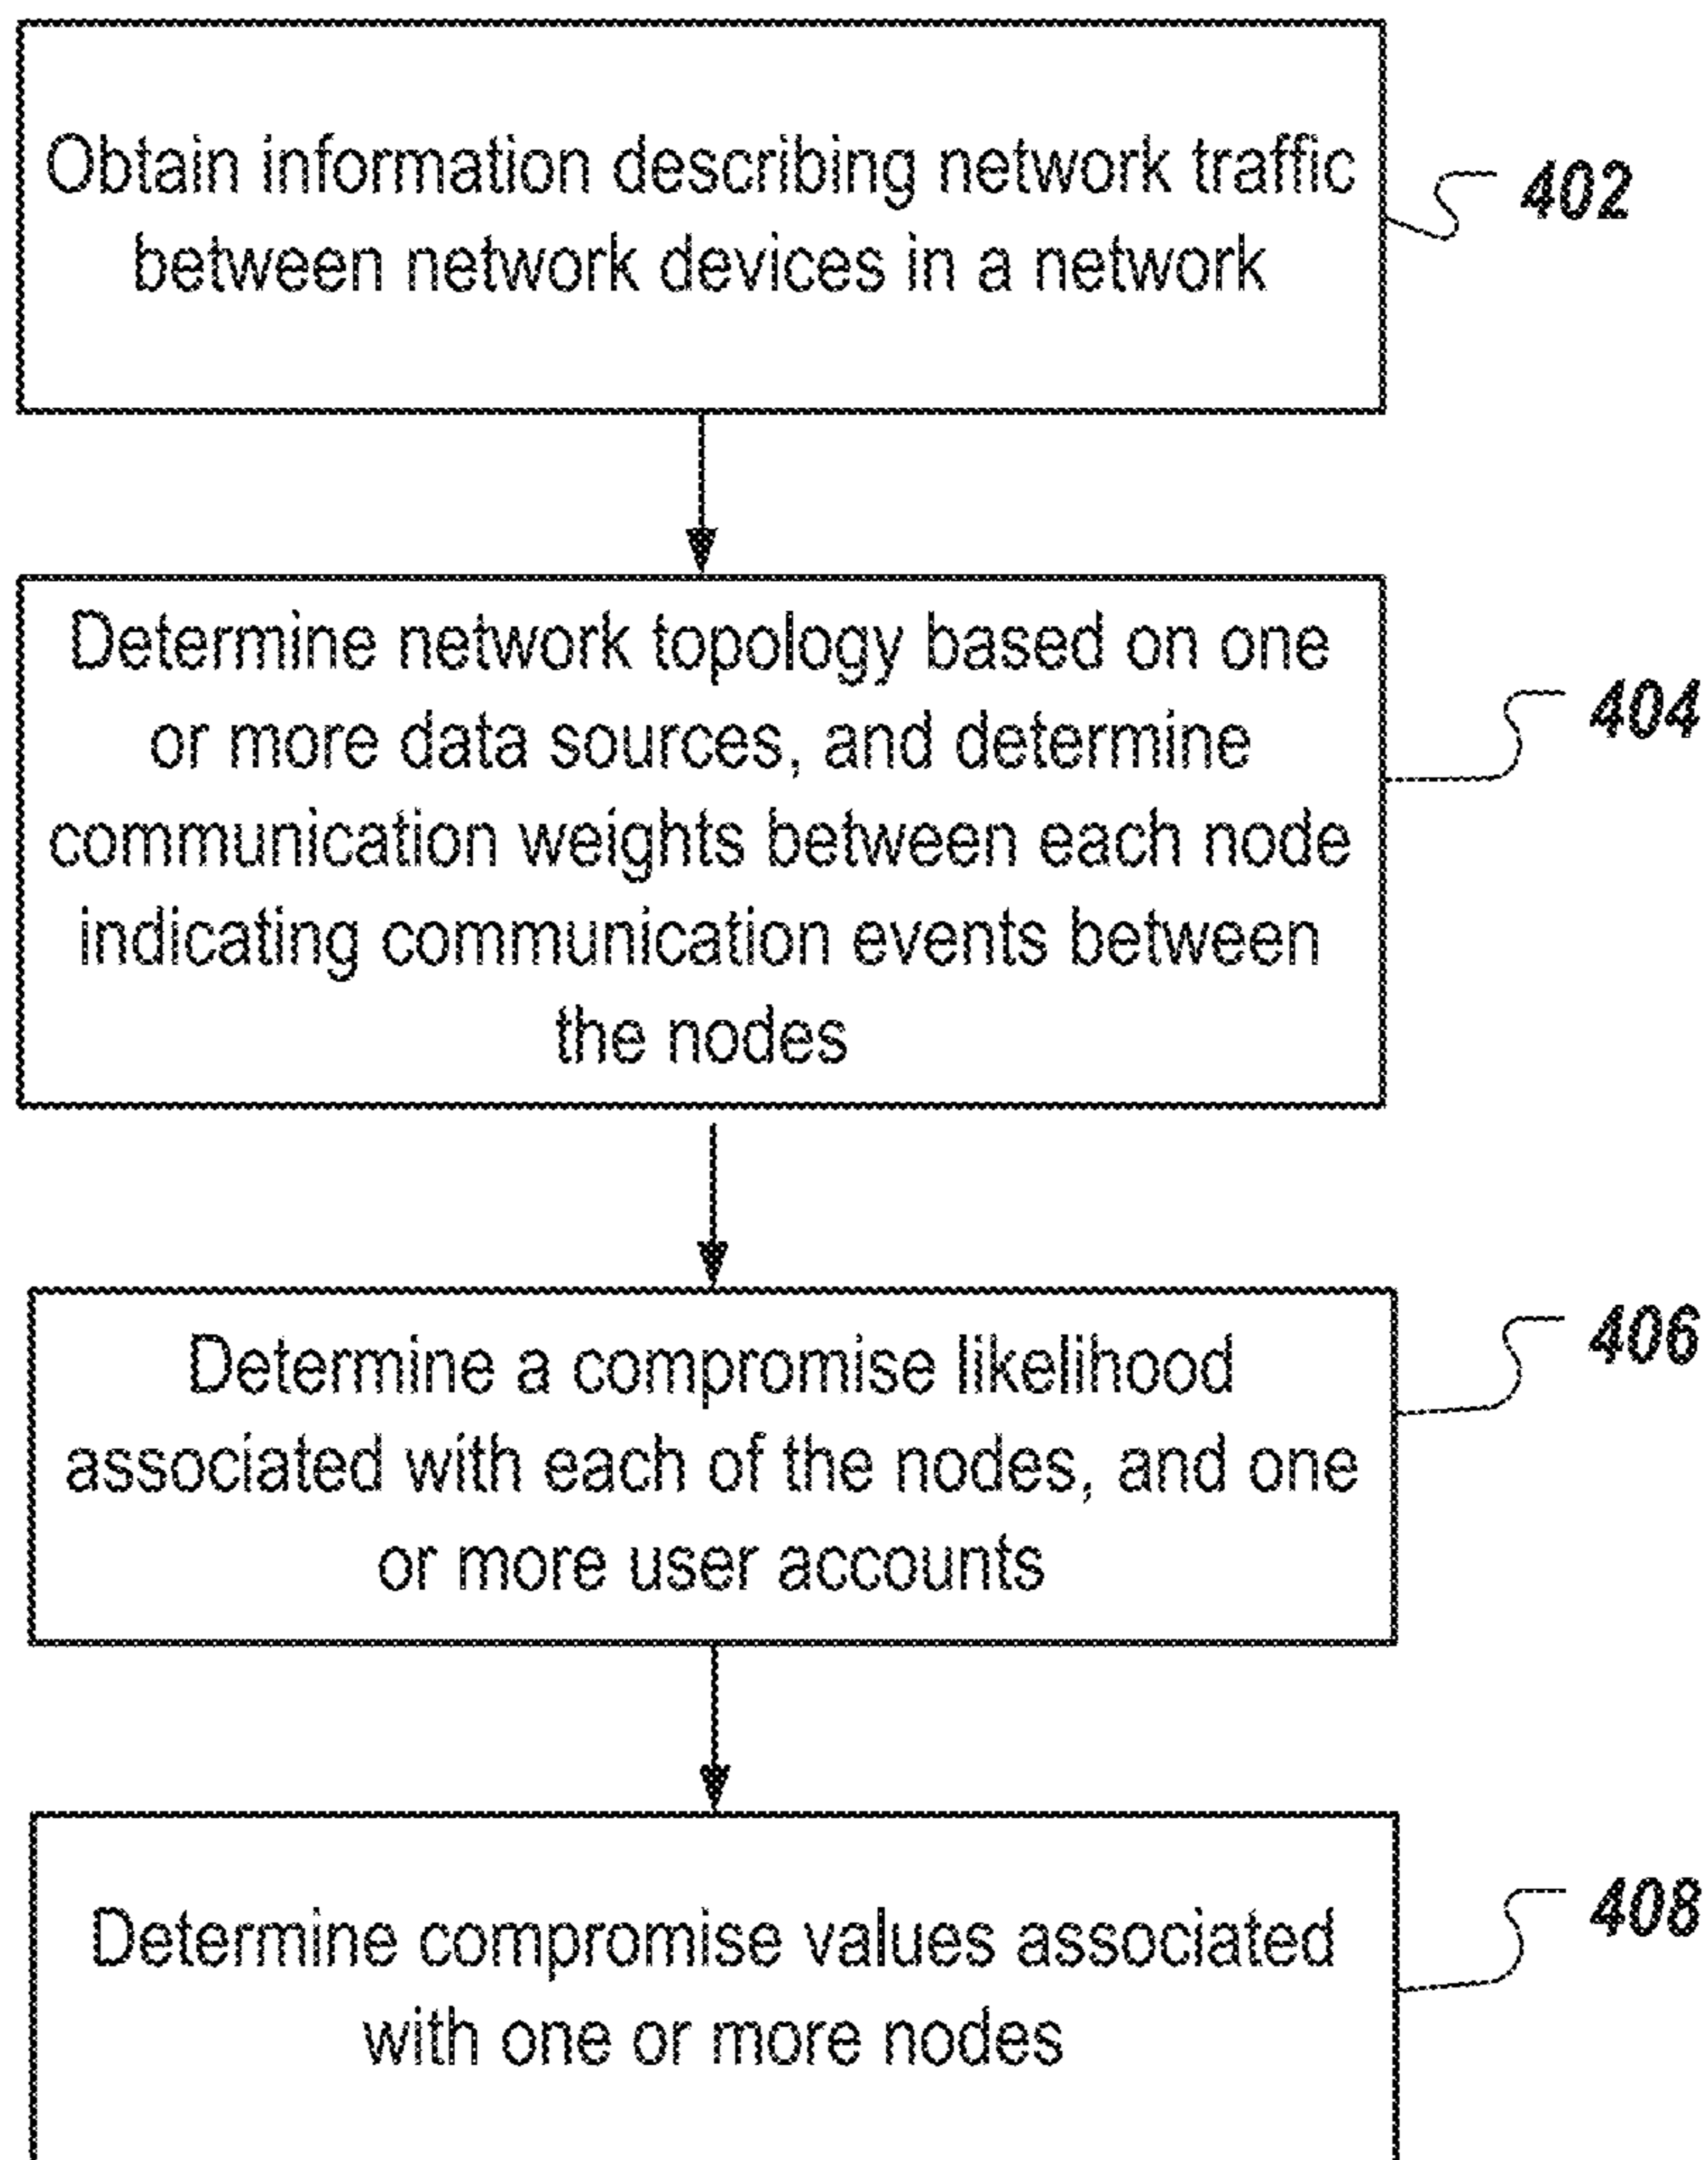 Obtain information describing network traffic
between network devices in a network
402
Determine network topology based on one
or more data sources, and determine
communication weights between each node
indicating communication events between
the nodes
404
Determine a compromise likelihood
associated with each of the nodes, and one
or more user accounts
406
Determine compromise values associated
with one or more nodes
408